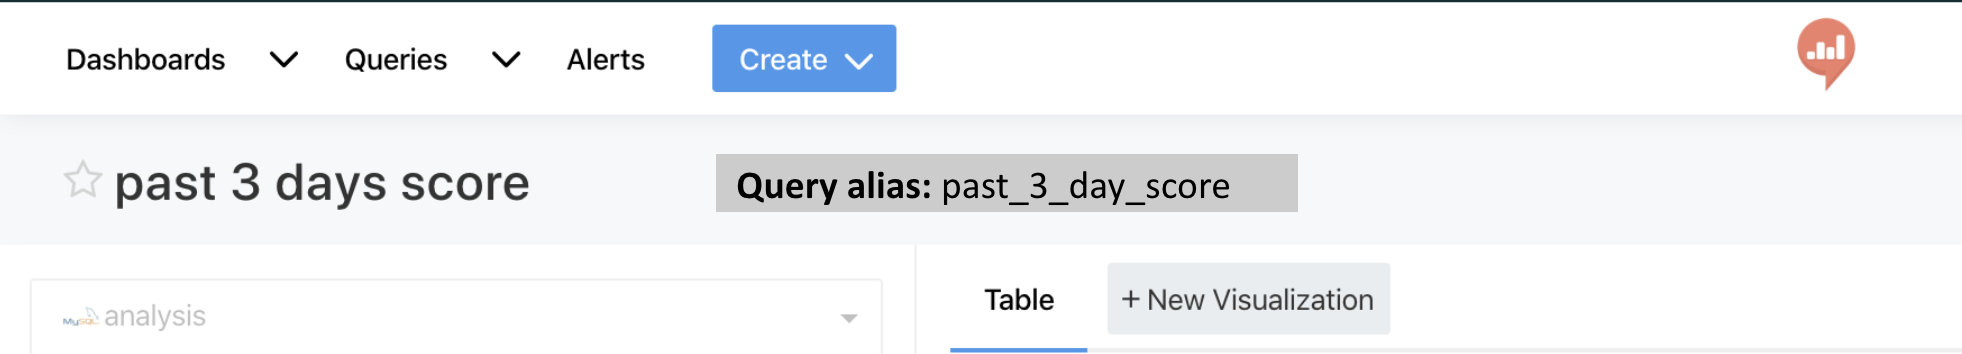 Dashboards Queries Alerts Create
past 3 days score
Query alias: past_3_day_score
MySQL analysis
Table + New Visualization